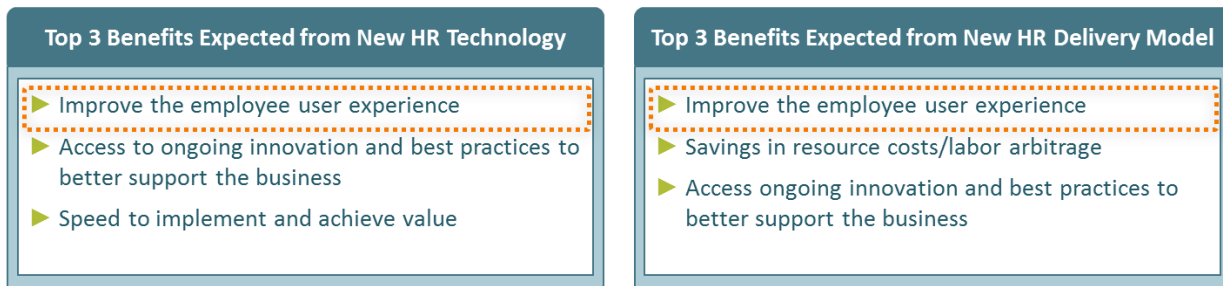 Top 3 Benefits Expected from New HR Technology
Improve the employee user experience
Access to ongoing innovation and best practices to
better support the business
Speed to implement and achieve value
Top 3 Benefits Expected from New HR Delivery Model
Improve the employee user experience
Savings in resource costs/labor arbitrage
Access ongoing innovation and best practices to
better support the business